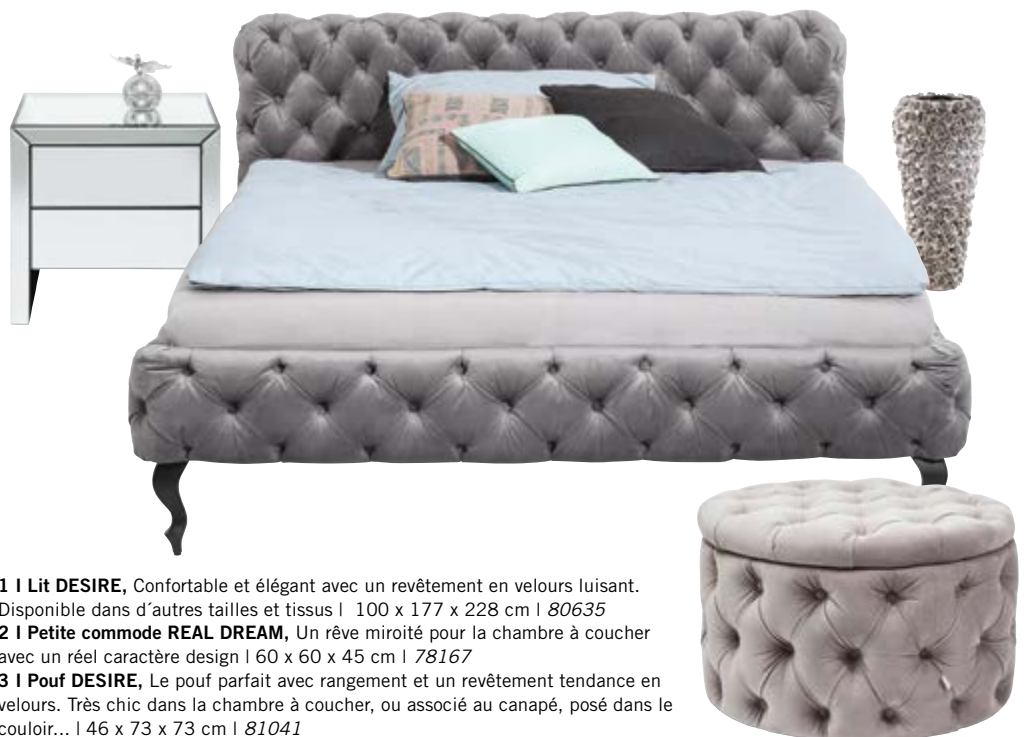 1 I Lit DESIRE, Confortable et élégant avec un revêtement en velours luisant.
Disponible dans d´autres tailles et tissus I 100 x 177 x 228 cm I 80635
2 I Petite commode REAL DREAM, Un rêve miroité pour la chambre à coucher
avec un réel caractère design I 60 x 60 x 45 cm I 78167
3 I Pouf DESIRE, Le pouf parfait avec rangement et un revêtement tendance en
velours. Très chic dans la chambre à coucher, ou associé au canapé, posé dans le
couloir... I 46 x 73 x 73 cm I 81041